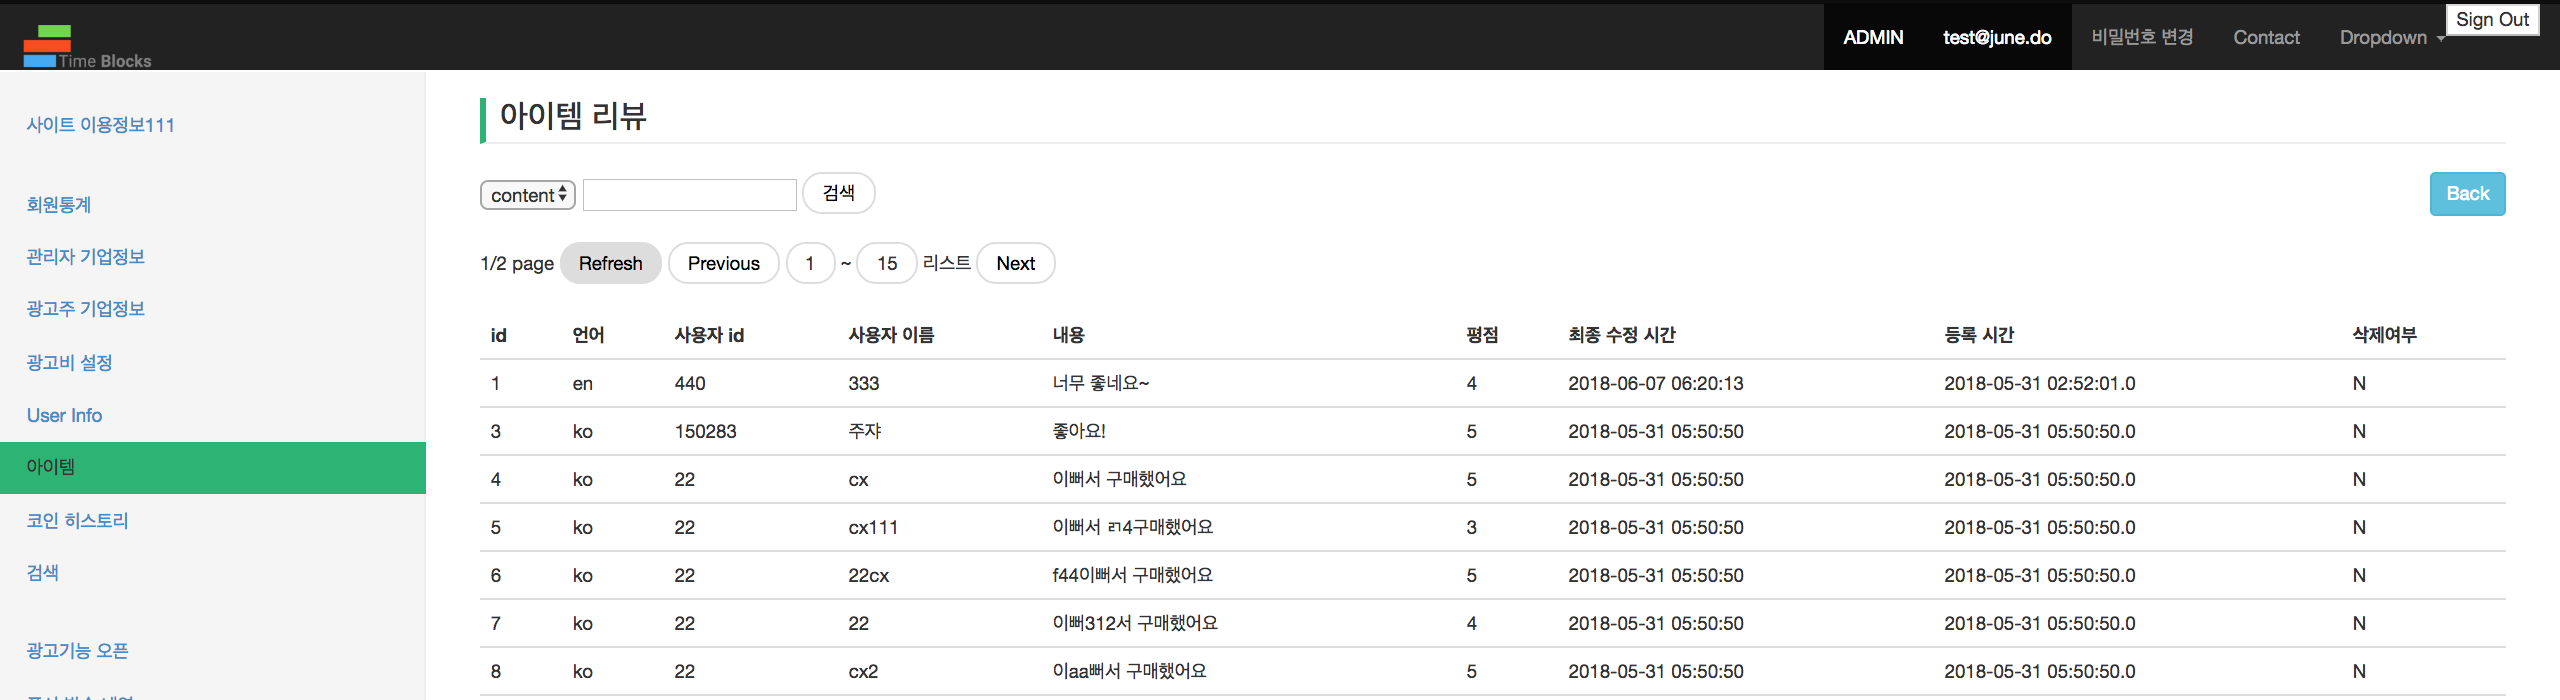 Time Blocks
ADMIN test@june.do 비밀번호 변경 Contact Dropdown Sign Out
사이트 이용정보111
회원통계
관리자 기업정보
광고주 기업정보
광고비 설정
User Info
아이템
코인 히스토리
검색
광고기능 오픈
아이템 리뷰
content 검색 Back
1/2 page Refresh Previous 1 ~ 15 리스트 Next
id 언어 사용자 id 사용자 이름 내용 평점 최종 수정 시간 등록 시간 삭제여부
1 en 440 333 너무 좋네요~ 4 2018-06-07 06:20:13 2018-05-31 02:52:01.0 N
3 ko 150283 주쟈 좋아요! 5 2018-05-31 05:50:50 2018-05-31 05:50:50.0 N
4 ko 22 cx 이뻐서 구매했어요 5 2018-05-31 05:50:50 2018-05-31 05:50:50.0 N
5 ko 22 cx111 이뻐서 ㄺ4구매했어요 3 2018-05-31 05:50:50 2018-05-31 05:50:50.0 N
6 ko 22 22cx f44이뻐서 구매했어요 5 2018-05-31 05:50:50 2018-05-31 05:50:50.0 N
7 ko 22 22 이뻐312서 구매했어요 4 2018-05-31 05:50:50 2018-05-31 05:50:50.0 N
8 ko 22 cx2 이aa뻐서 구매했어요 5 2018-05-31 05:50:50 2018-05-31 05:50:50.0 N